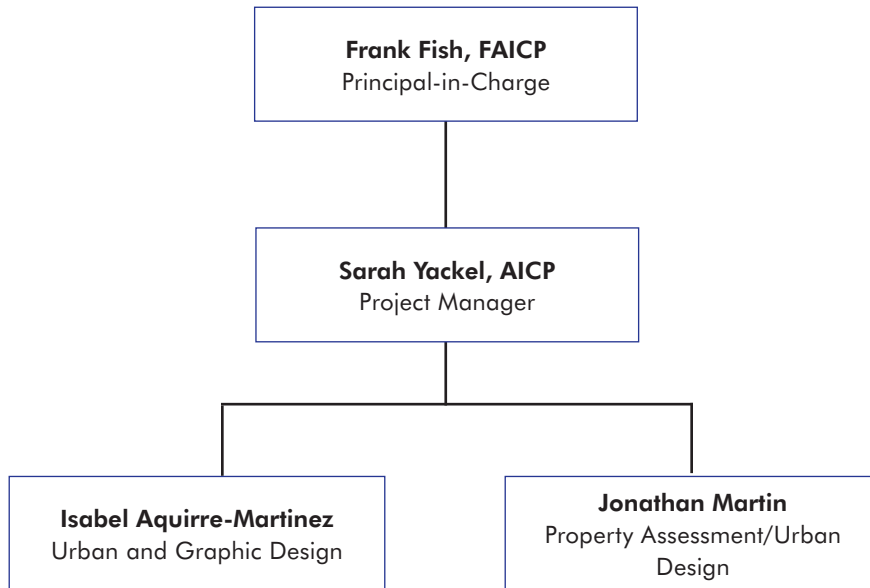 Frank Fish, FAICP
Principal-in-Charge
Sarah Yackel, AICP
Project Manager
Isabel Aquirre-Martinez
Urban and Graphic Design
Jonathan Martin
Property Assessment/Urban
Design